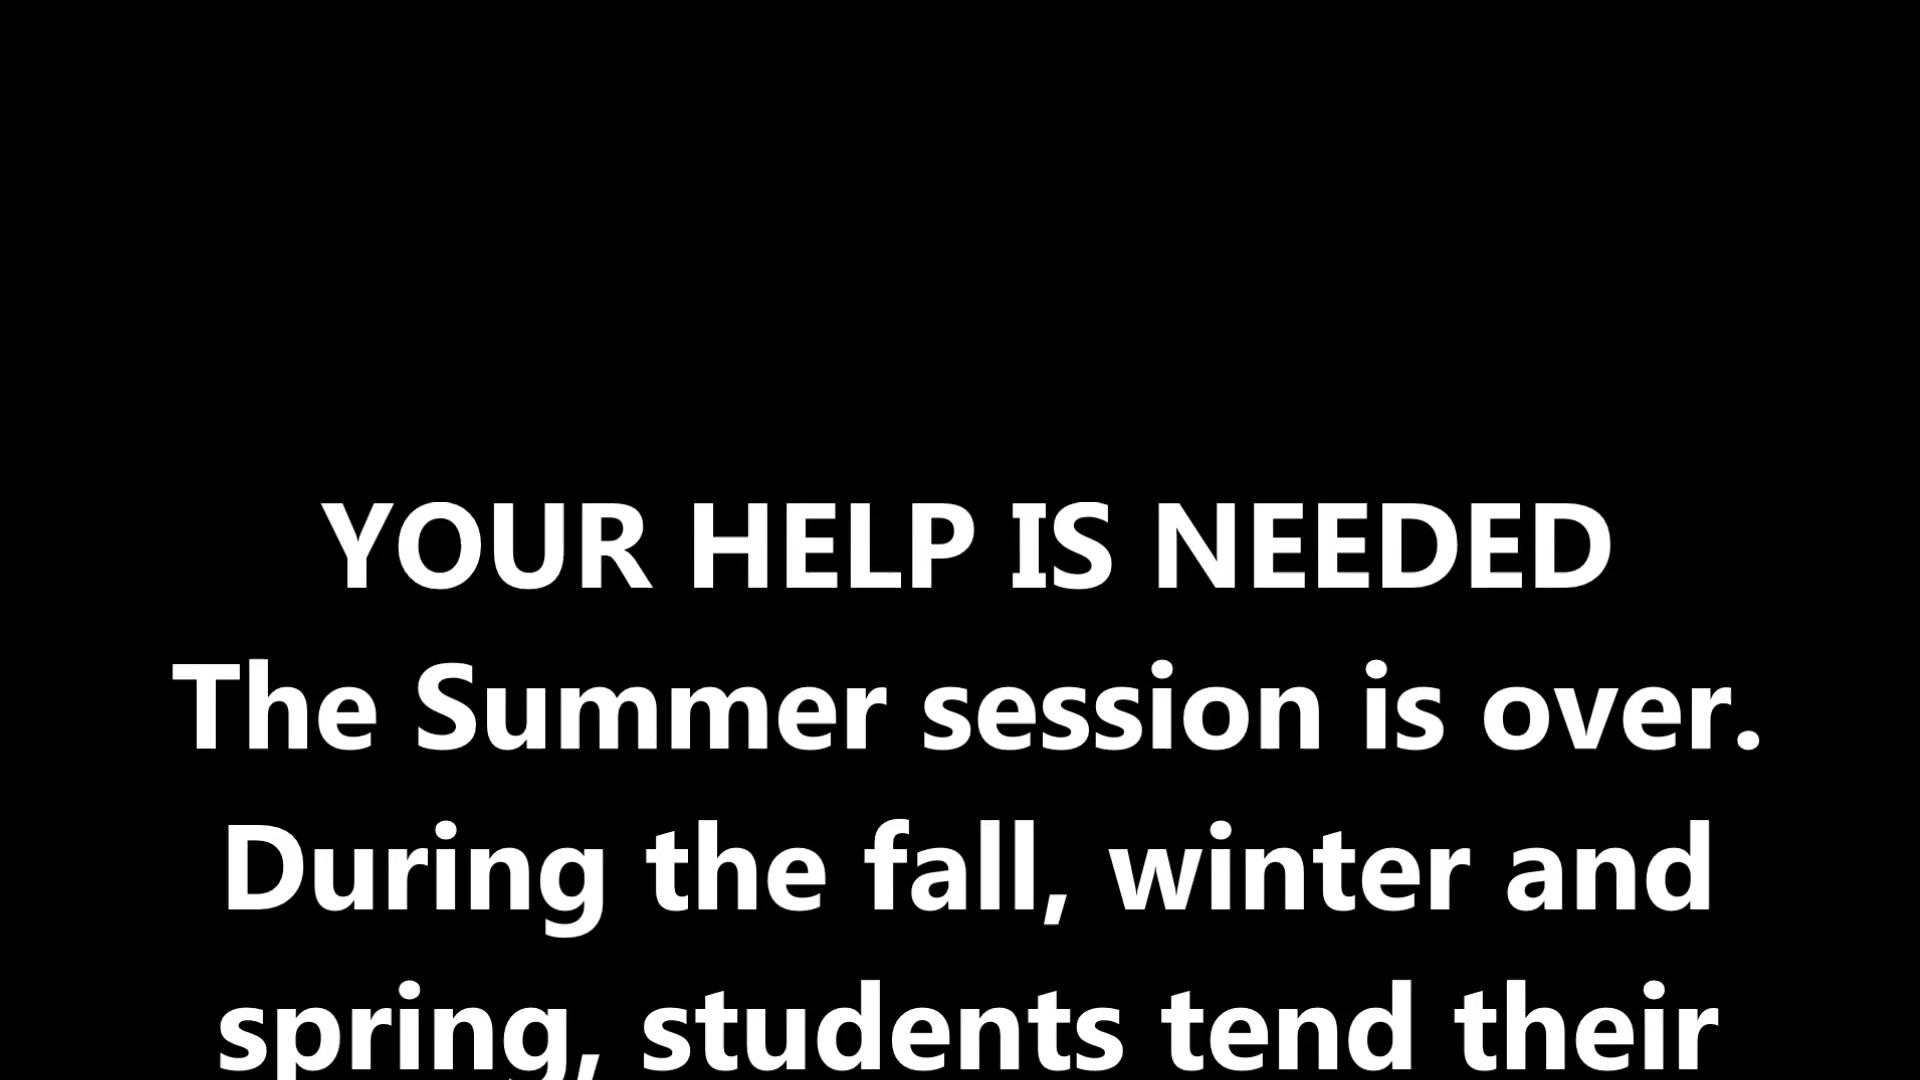 YOUR HELP IS NEEDED
The Summer session is over.
During the fall, winter and
spring, students tend their